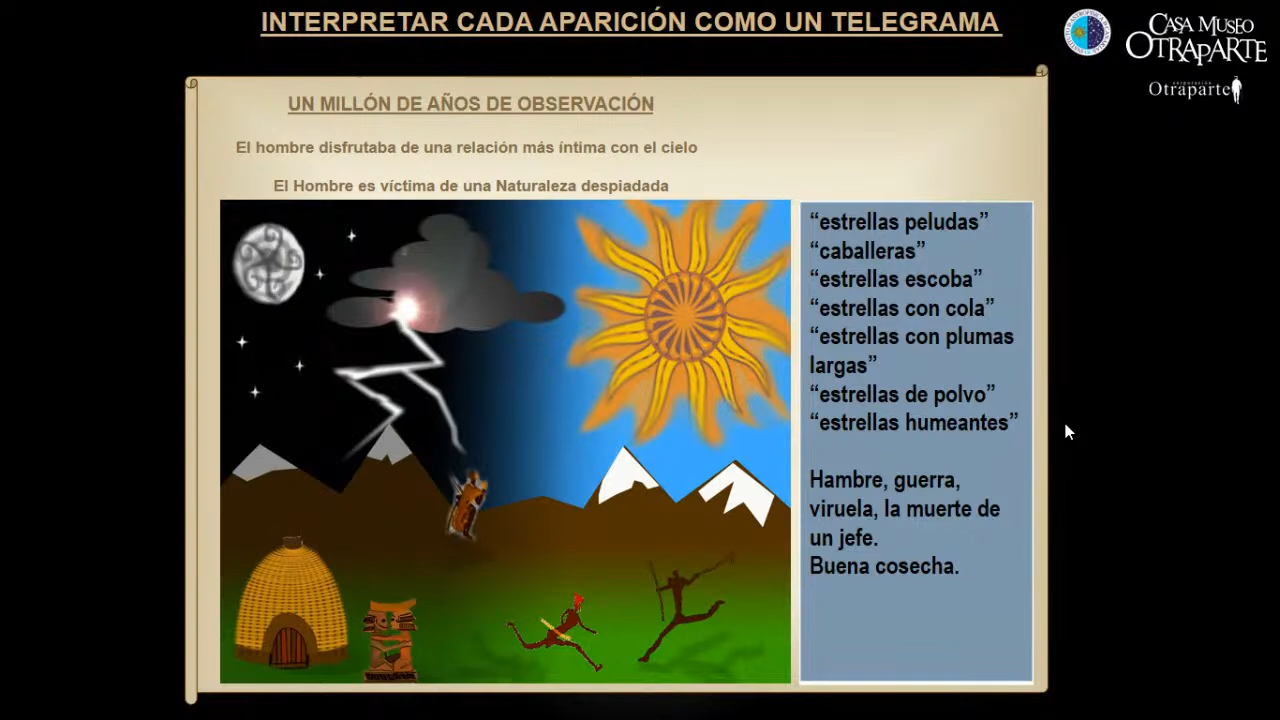 INTERPRETAR CADA APARICIÓN COMO UN TELEGRAMA
CASA MUSEO
OTRAPARTE
Otraparte
UN MILLÓN DE AÑOS DE OBSERVACIÓN
El hombre disfrutaba de una relación más íntima con el cielo
El Hombre es víctima de una Naturaleza despiadada
“estrellas peludas”
“caballeras”
“estrellas escoba”
“estrellas con cola”
“estrellas con plumas
largas”
“estrellas de polvo”
“estrellas humeantes”
Hambre, guerra,
viruela, la muerte de
un jefe.
Buena cosecha.